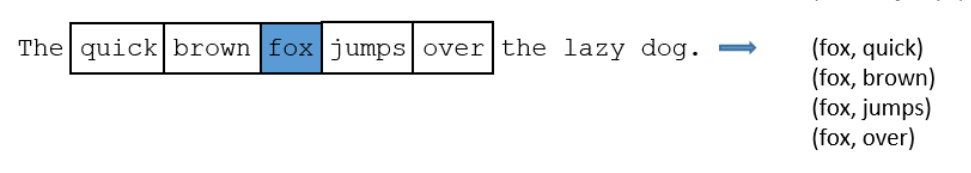 The quick brown fox jumps over the lazy dog.
(fox, quick)
(fox, brown)
(fox, jumps)
(fox, over)